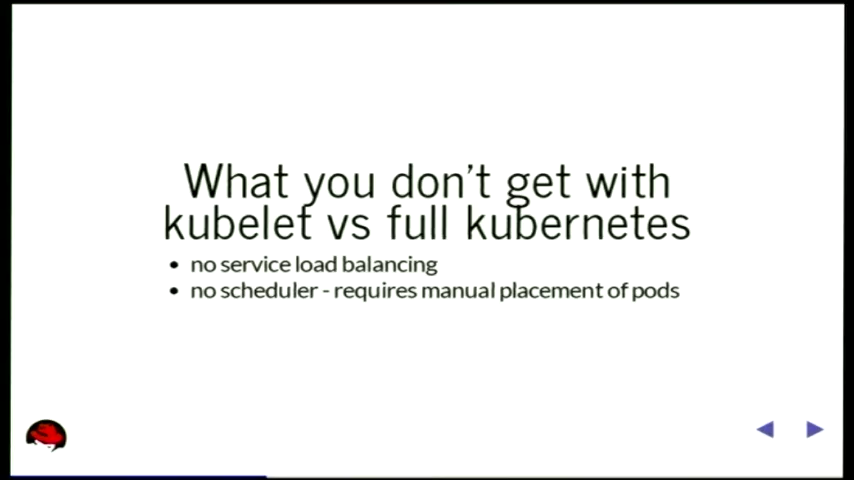 What you don't get with
kubelet vs full kubernetes
• no service load balancing
• no scheduler - requires manual placement of pods